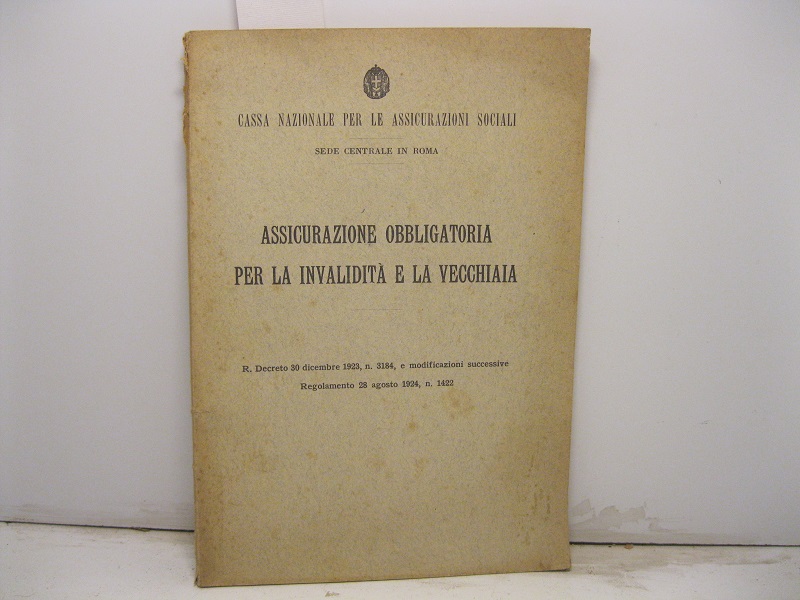 CASSA NAZIONALE PER LE ASSICURAZIONI SOCIALI
SEDE CENTRALE IN ROMA
ASSICURAZIONE OBBLIGATORIA
PER LA INVALIDITÀ E LA VECCHIAIA
R. Decreto 30 dicembre 1923, n. 3184, e modificazioni successive
Regolamento 28 agosto 1924, n. 1422